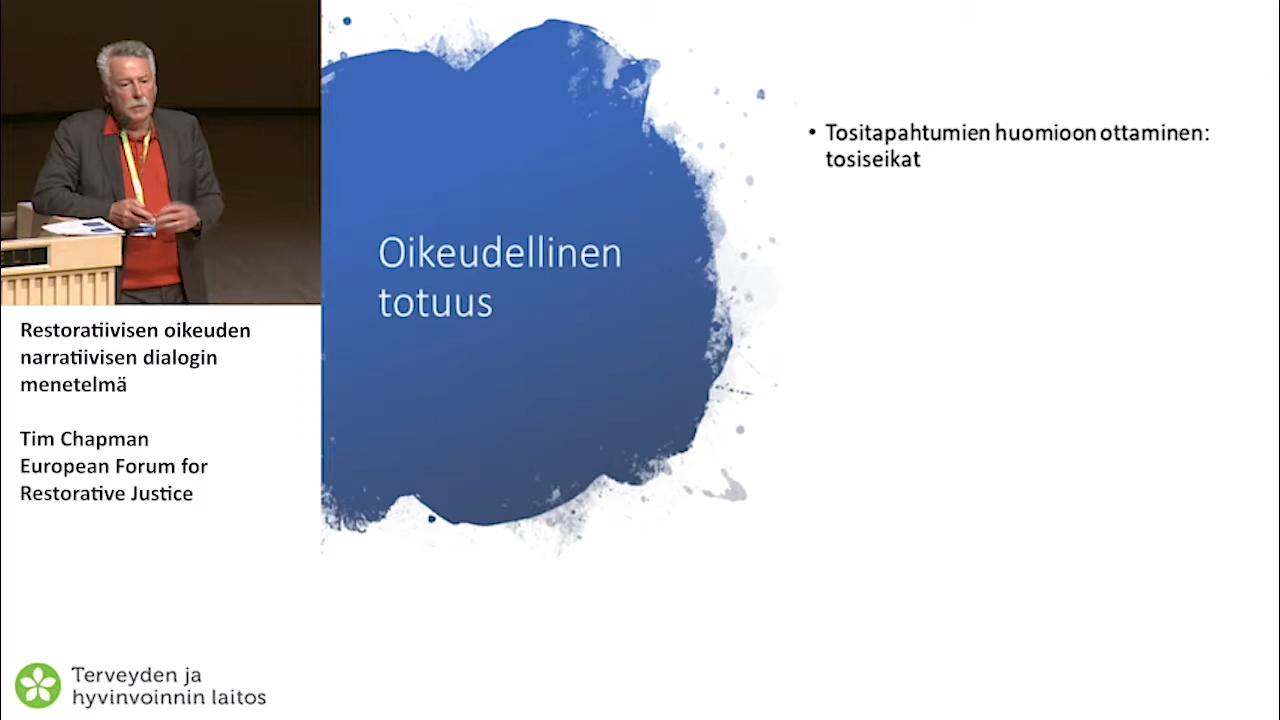 Restoratiivisen oikeuden
narratiivisen dialogin
menetelmä
Tim Chapman
European Forum for
Restorative Justice
Terveyden ja
hyvinvoinnin laitos
Oikeudellinen
totuus
• Tositapahtumien huomioon ottaminen:
tosiseikat